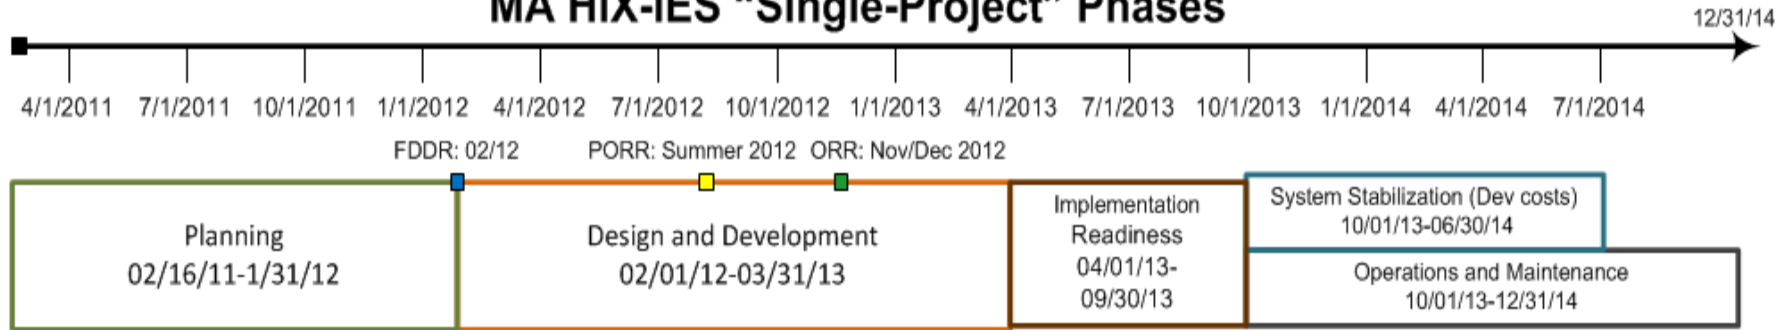 MA HIX-IES "Single-Project" Phases
12/31/14
4/1/2011 7/1/2011 10/1/2011 1/1/2012 4/1/2012 7/1/2012 10/1/2012 1/1/2013 4/1/2013 7/1/2013 10/1/2013 1/1/2014 4/1/2014 7/1/2014
FDDR: 02/12 PORR: Summer 2012 ORR: Nov/Dec 2012
Planning
02/16/11-1/31/12
Design and Development
02/01/12-03/31/13
Implementation
Readiness
04/01/13-
09/30/13
System Stabilization (Dev costs)
10/01/13-06/30/14
Operations and Maintenance
10/01/13-12/31/14